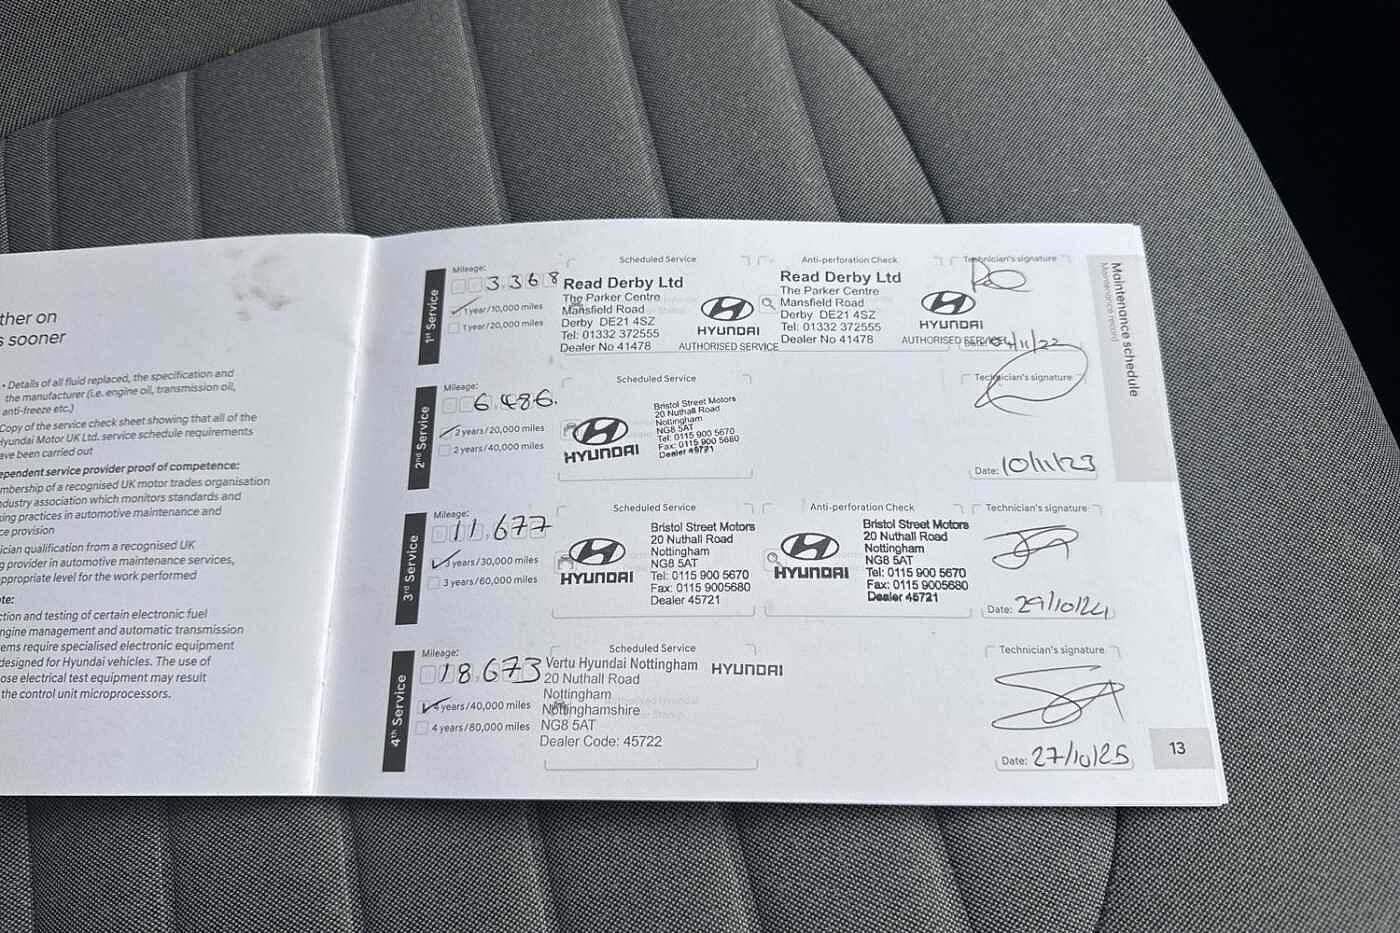 ther on
s sooner
• Details of all fluid replaced, the specification and
the manufacturer (i.e. engine oil, transmission oil,
anti-freeze etc.)
Copy of the service check sheet showing that all of the
Hyundai Motor UK Ltd. service schedule requirements
ave been carried out
ependent service provider proof of competence:
mbership of a recognised UK motor trades organisation
ndustry association which monitors standards and
king practices in automotive maintenance and
ce provision
ician qualification from a recognised UK
g provider in automotive maintenance services,
ppropriate level for the work performed
te:
ction and testing of certain electronic fuel
ngine management and automatic transmission
ems require specialised electronic equipment
designed for Hyundai vehicles. The use of
ose electrical test equipment may result
the control unit microprocessors.
Maintenance schedule
Maintenance record
1st Service
Mileage:
3,368
1 year/10,000 miles
1 year/20,000 miles
Scheduled Service
Read Derby Ltd
The Parker Centre
Mansfield Road
Derby DE21 4SZ
Tel: 01332 372555
Dealer No 41478
HYUNDAI
AUTHORISED SERVICE
Anti-perforation Check
Read Derby Ltd
The Parker Centre
Mansfield Road
Derby DE21 4SZ
Tel: 01332 372555
Dealer No 41478
HYUNDAI
AUTHORISED SERVICE
Technician's signature
Date: 04/11/22
2nd Service
Mileage:
6,486.
2 years/20,000 miles
2 years/40,000 miles
Scheduled Service
HYUNDAI
Bristol Street Motors
20 Nuthall Road
Nottingham
NG8 5AT
Tel: 0115 900 5670
Fax: 0115 900 5680
Dealer 45721
Technician's signature
Date: 10/11/23
3rd Service
Mileage:
11,677
3 years/30,000 miles
3 years/60,000 miles
Scheduled Service
HYUNDAI
Bristol Street Motors
20 Nuthall Road
Nottingham
NG8 5AT
Tel: 0115 900 5670
Fax: 0115 900 5680
Dealer 45721
Anti-perforation Check
HYUNDAI
Bristol Street Motors
20 Nuthall Road
Nottingham
NG8 5AT
Tel: 0115 900 5670
Fax: 0115 9005680
Dealer 45721
Technician's signature
Date: 29/10/24
4th Service
Mileage:
18,673
4 years/40,000 miles
4 years/80,000 miles
Scheduled Service
Vertu Hyundai Nottingham HYUNDAI
20 Nuthall Road
Nottingham
Nottinghamshire
NG8 5AT
Dealer Code: 45722
Technician's signature
Date: 27/10/25
13